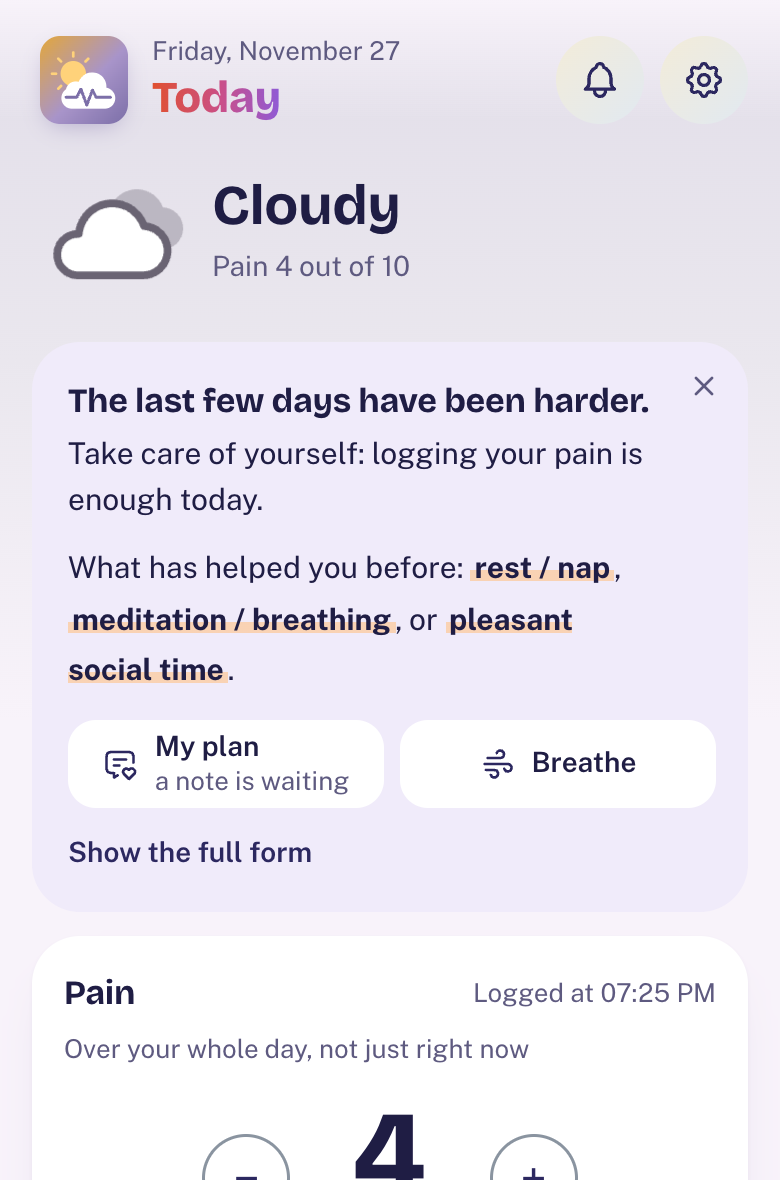 Friday, November 27
Today
Cloudy
Pain 4 out of 10
The last few days have been harder.
Take care of yourself: logging your pain is
enough today.
What has helped you before: rest / nap,
meditation / breathing, or pleasant
social time.
My plan
a note is waiting
Breathe
Show the full form
Pain
Logged at 07:25 PM
Over your whole day, not just right now
− 4 +